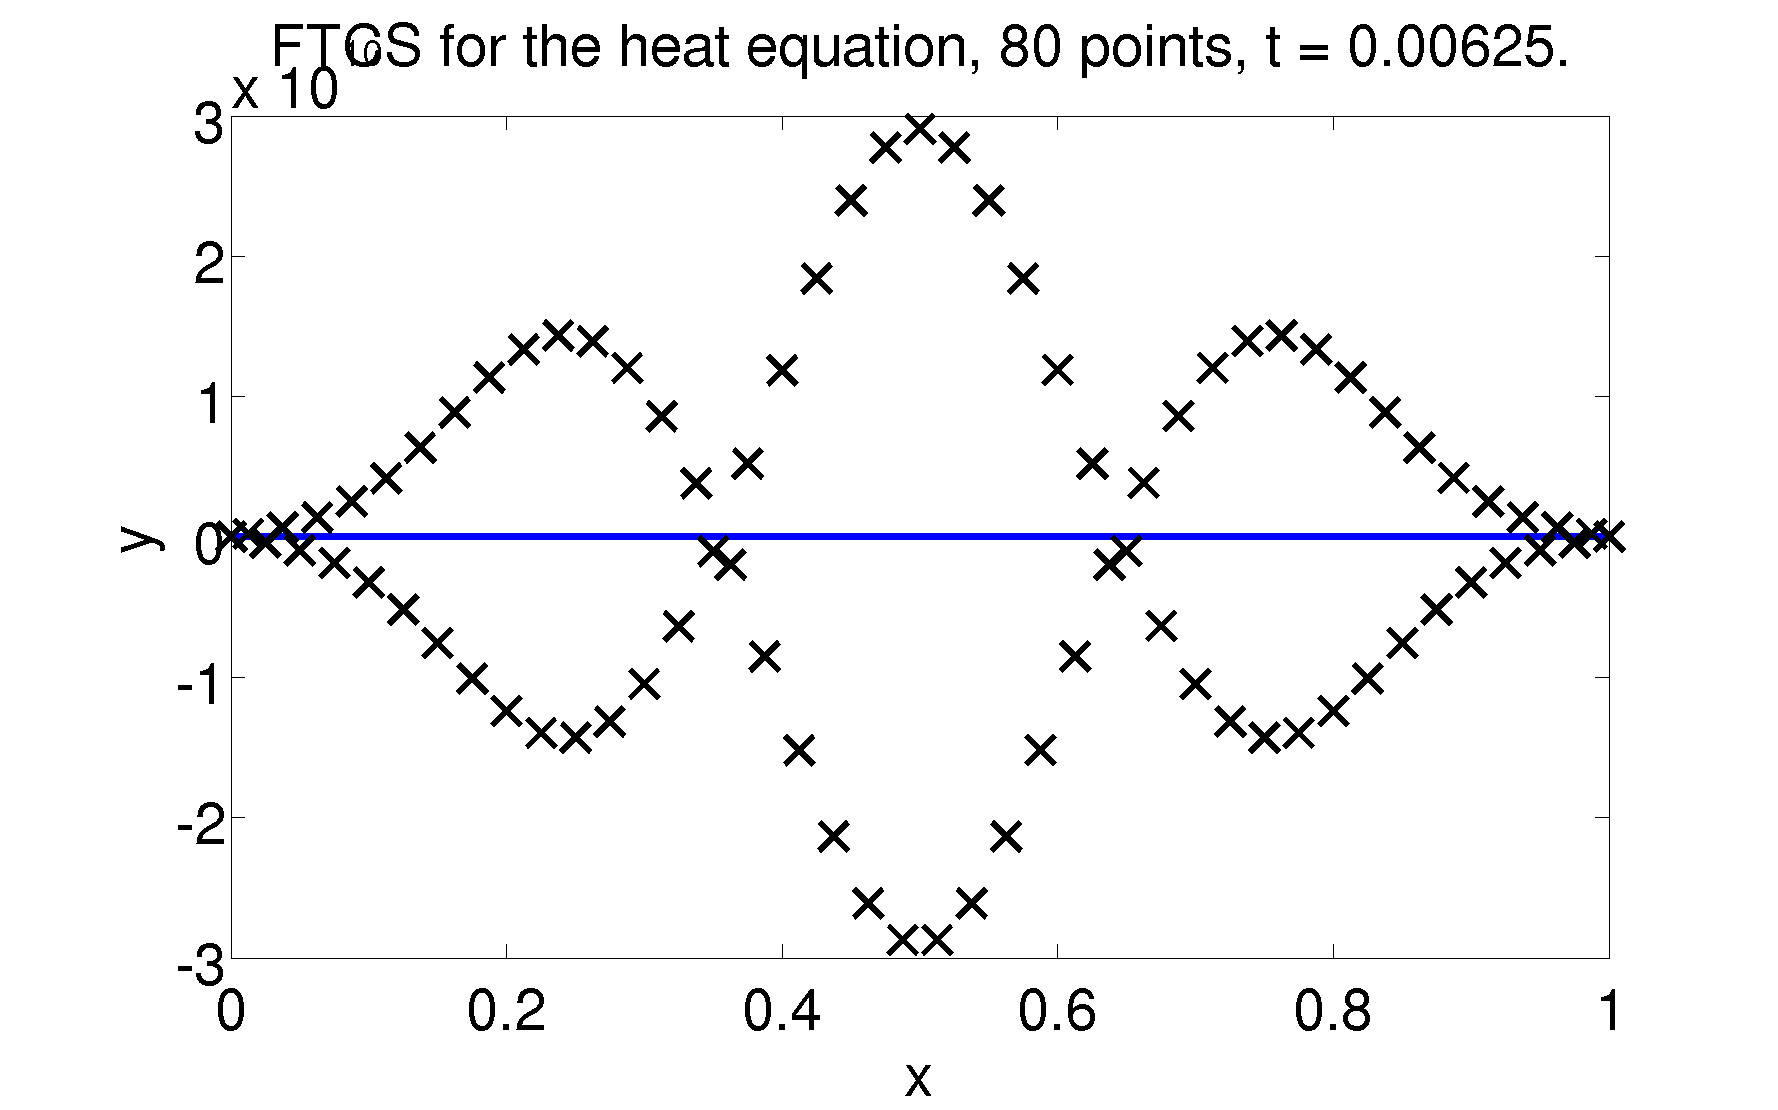 FTCS for the heat equation, 80 points, t = 0.00625.
x 10
10
3
2
1
0
-1
-2
-3
y
0 0.2 0.4 0.6 0.8 1
x